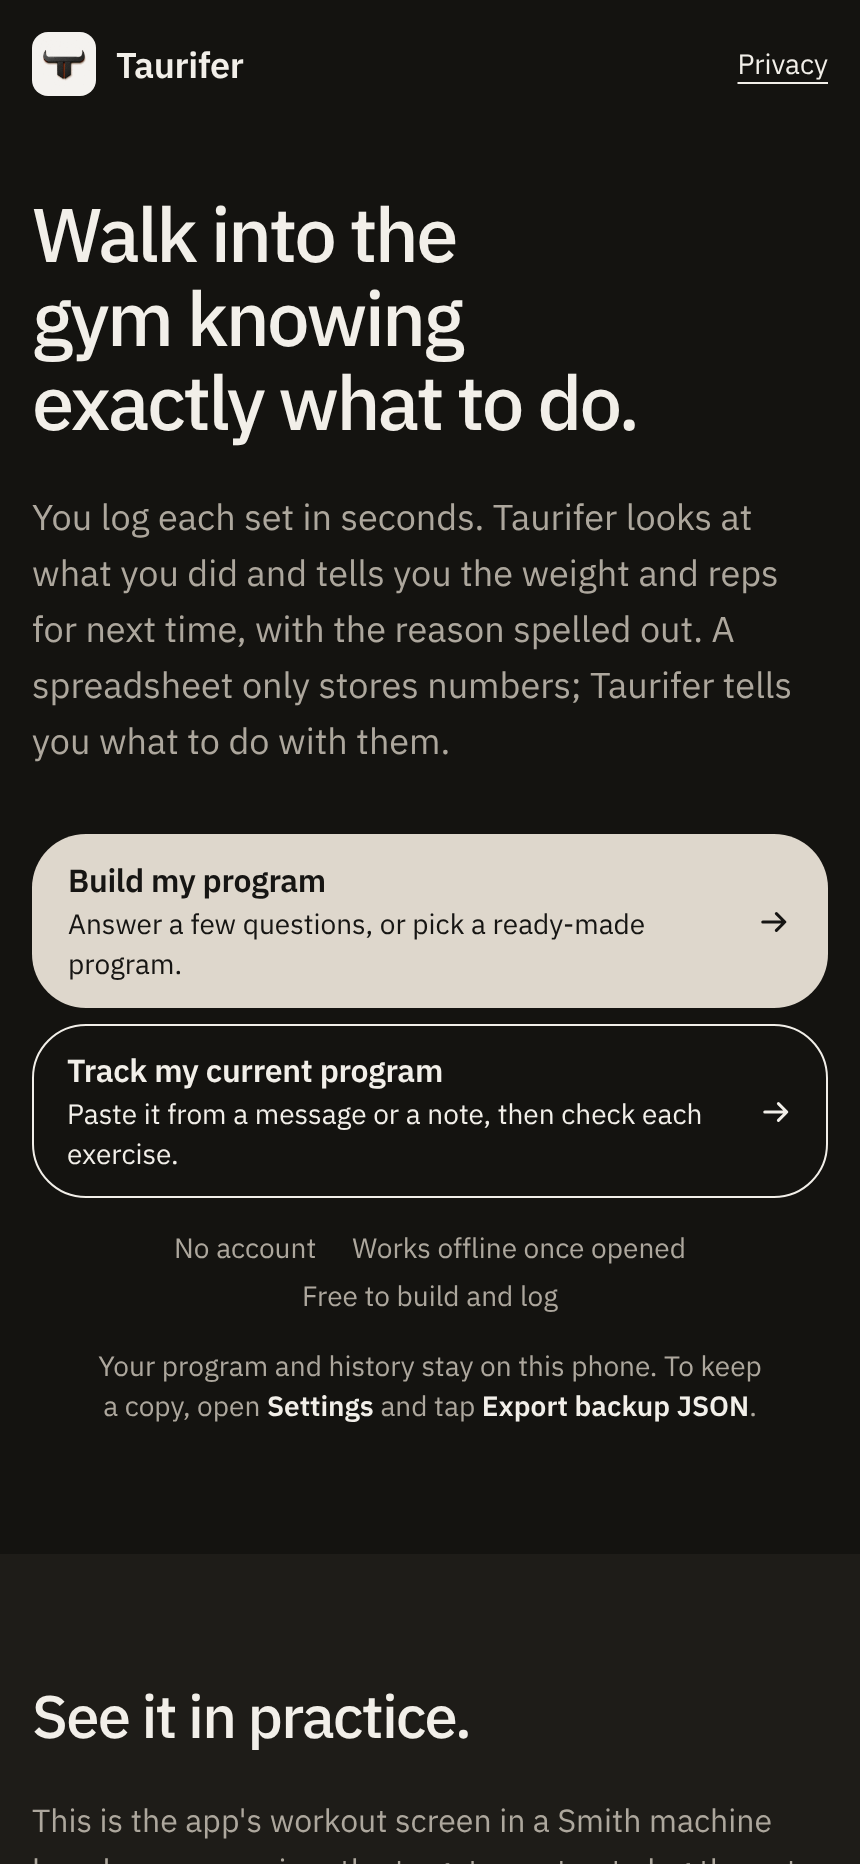 Taurifer
Privacy
Walk into the
gym knowing
exactly what to do.
You log each set in seconds. Taurifer looks at
what you did and tells you the weight and reps
for next time, with the reason spelled out. A
spreadsheet only stores numbers; Taurifer tells
you what to do with them.
Build my program
Answer a few questions, or pick a ready-made
program.
Track my current program
Paste it from a message or a note, then check each
exercise.
No account Works offline once opened
Free to build and log
Your program and history stay on this phone. To keep
a copy, open Settings and tap Export backup JSON.
See it in practice.
This is the app's workout screen in a Smith machine